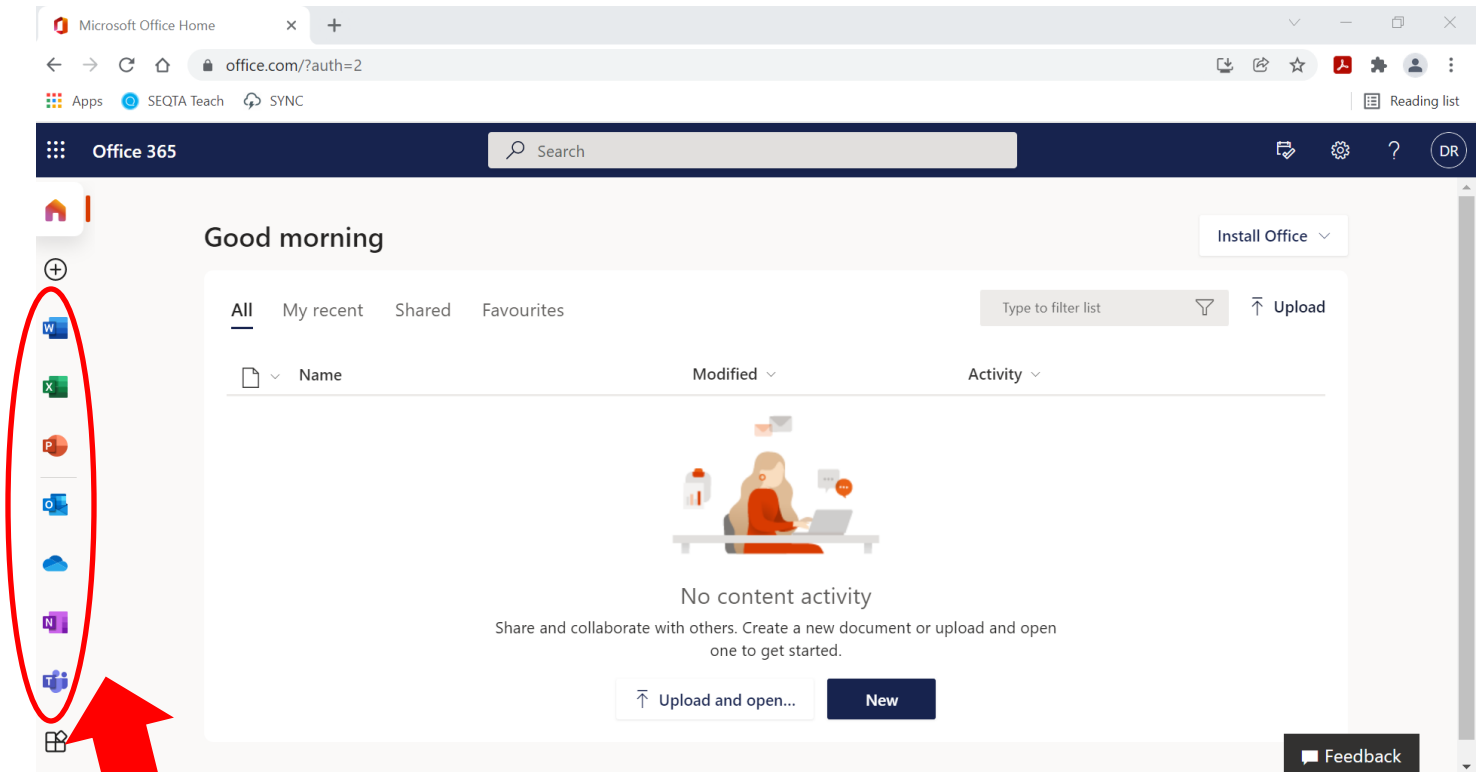 Microsoft Office Home
office.com/?auth=2
Apps SEQTA Teach SYNC Reading list
Office 365 Search ? DR
Good morning Install Office
All My recent Shared Favourites Type to filter list Upload
W
X
Name Modified Activity
P
O
No content activity
N
Share and collaborate with others. Create a new document or upload and open
one to get started.
T
Upload and open... New
Feedback